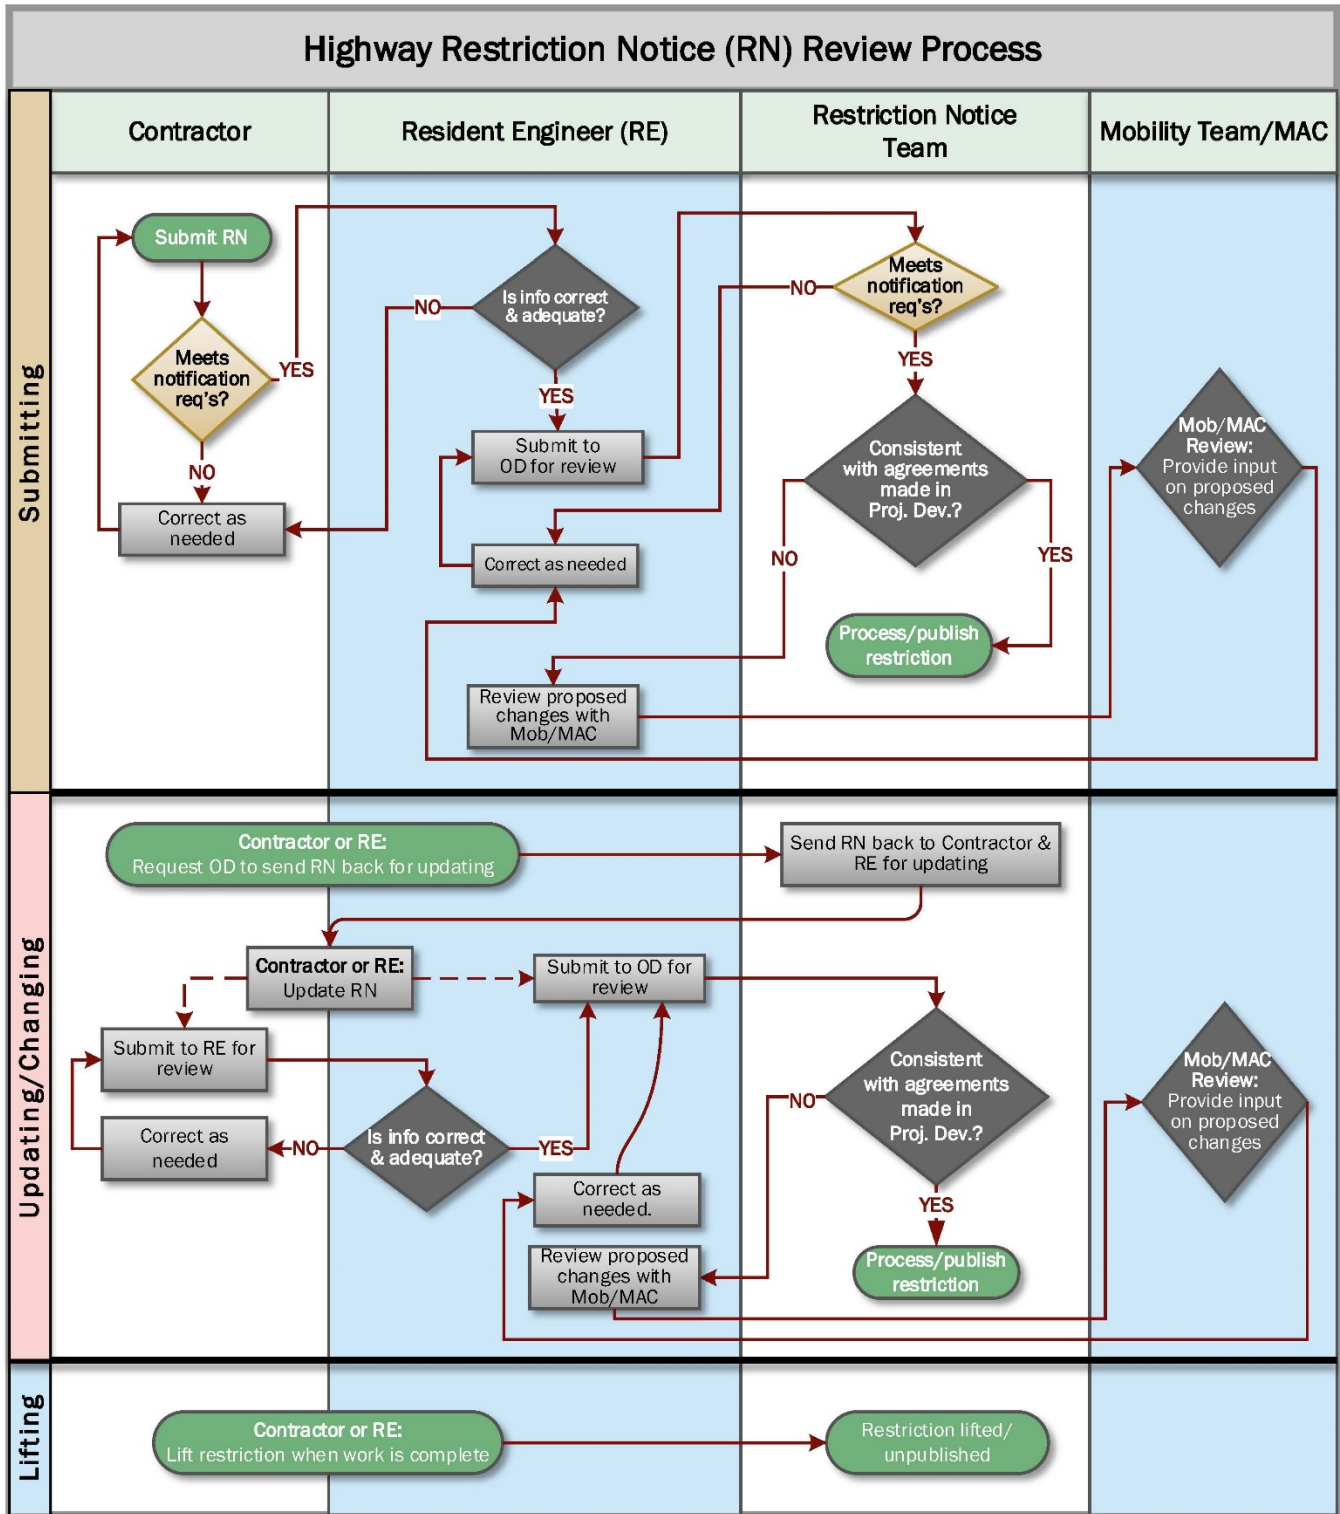 Highway Restriction Notice (RN) Review Process
Contractor
Resident Engineer (RE)
Restriction Notice
Team
Mobility Team/MAC
Submitting
Submit RN
Meets
notification
req's?
YES
NO
Correct as
needed
Is info correct
& adequate?
NO
YES
Submit to
OD for review
Correct as needed
Review proposed
changes with
Mob/MAC
Meets
notification
req's?
NO
YES
Consistent
with agreements
made in
Proj. Dev.?
NO
YES
Process/publish
restriction
Mob/MAC
Review:
Provide input
on proposed
changes
Updating/Changing
Contractor or RE:
Request OD to send RN back for updating
Send RN back to Contractor &
RE for updating
Contractor or RE:
Update RN
Submit to OD for
review
Submit to RE for
review
Correct as
needed
NO
Is info correct
& adequate?
YES
Correct as
needed.
Review proposed
changes with
Mob/MAC
Consistent
with agreements
made in
Proj. Dev.?
NO
YES
Process/publish
restriction
Mob/MAC
Review:
Provide input
on proposed
changes
Lifting
Contractor or RE:
Lift restriction when work is complete
Restriction lifted/
unpublished